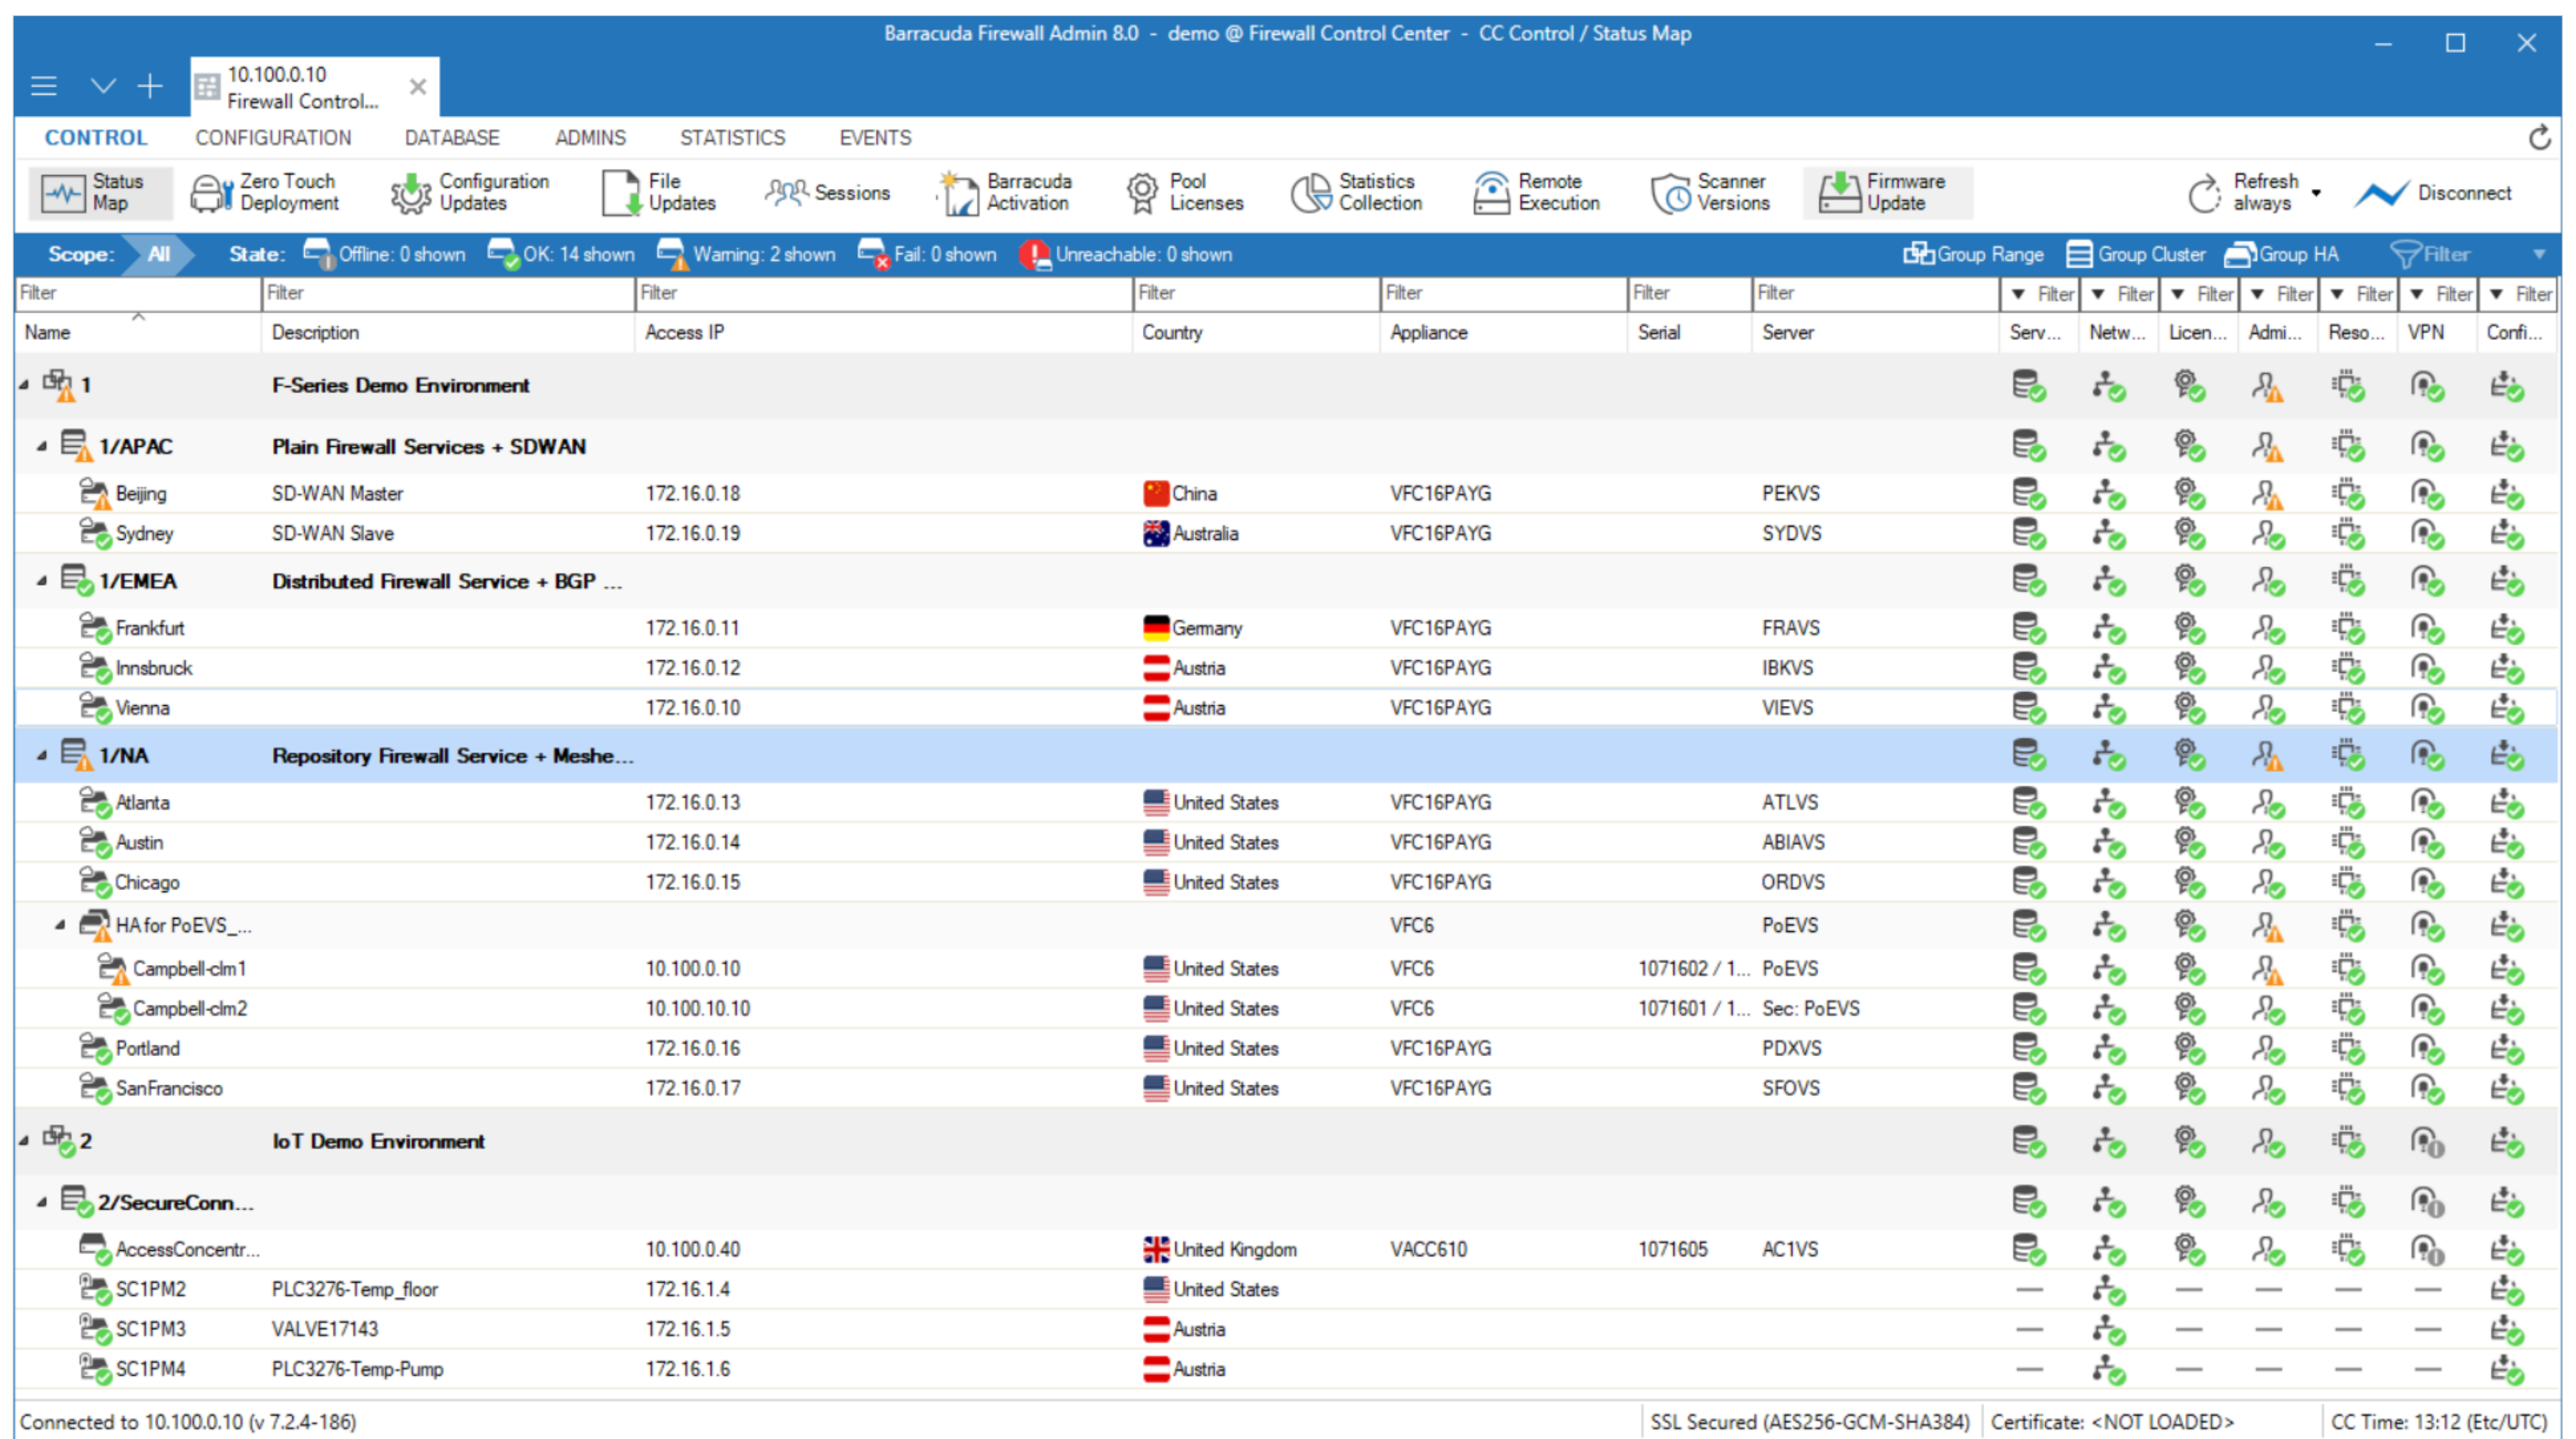 Barracuda Firewall Admin 8.0 - demo @ Firewall Control Center - CC Control / Status Map
10.100.0.10
Firewall Control...
CONTROL CONFIGURATION DATABASE ADMINS STATISTICS EVENTS
Status Map Zero Touch Deployment Configuration Updates File Updates Sessions Barracuda Activation Pool Licenses Statistics Collection Remote Execution Scanner Versions Firmware Update Refresh always Disconnect
Scope: All State: Offline: 0 shown OK: 14 shown Warning: 2 shown Fail: 0 shown Unreachable: 0 shown Group Range Group Cluster Group HA Filter
Filter Filter Filter Filter Filter Filter Filter Filter Filter Filter Filter Filter Filter Filter
Name Description Access IP Country Appliance Serial Server Serv... Netw... Licen... Admi... Reso... VPN Confi...
1 F-Series Demo Environment
1/APAC Plain Firewall Services + SDWAN
Beijing SD-WAN Master 172.16.0.18 China VFC16PAYG PEKVS
Sydney SD-WAN Slave 172.16.0.19 Australia VFC16PAYG SYDVS
1/EMEA Distributed Firewall Service + BGP ...
Frankfurt 172.16.0.11 Germany VFC16PAYG FRAVS
Innsbruck 172.16.0.12 Austria VFC16PAYG IBKVS
Vienna 172.16.0.10 Austria VFC16PAYG VIEVS
1/NA Repository Firewall Service + Meshe...
Atlanta 172.16.0.13 United States VFC16PAYG ATLVS
Austin 172.16.0.14 United States VFC16PAYG ABIAVS
Chicago 172.16.0.15 United States VFC16PAYG ORDVS
HA for PoEVS_... VFC6 PoEVS
Campbell-clm1 10.100.0.10 United States VFC6 1071602 / 1... PoEVS
Campbell-clm2 10.100.10.10 United States VFC6 1071601 / 1... Sec: PoEVS
Portland 172.16.0.16 United States VFC16PAYG PDXVS
SanFrancisco 172.16.0.17 United States VFC16PAYG SFOVS
2 IoT Demo Environment
2/SecureConn...
AccessConcentr... 10.100.0.40 United Kingdom VACC610 1071605 AC1VS
SC1PM2 PLC3276-Temp_floor 172.16.1.4 United States — — — — —
SC1PM3 VALVE17143 172.16.1.5 Austria — — — — —
SC1PM4 PLC3276-Temp-Pump 172.16.1.6 Austria — — — — —
Connected to 10.100.0.10 (v 7.2.4-186) SSL Secured (AES256-GCM-SHA384) Certificate: <NOT LOADED> CC Time: 13:12 (Etc/UTC)